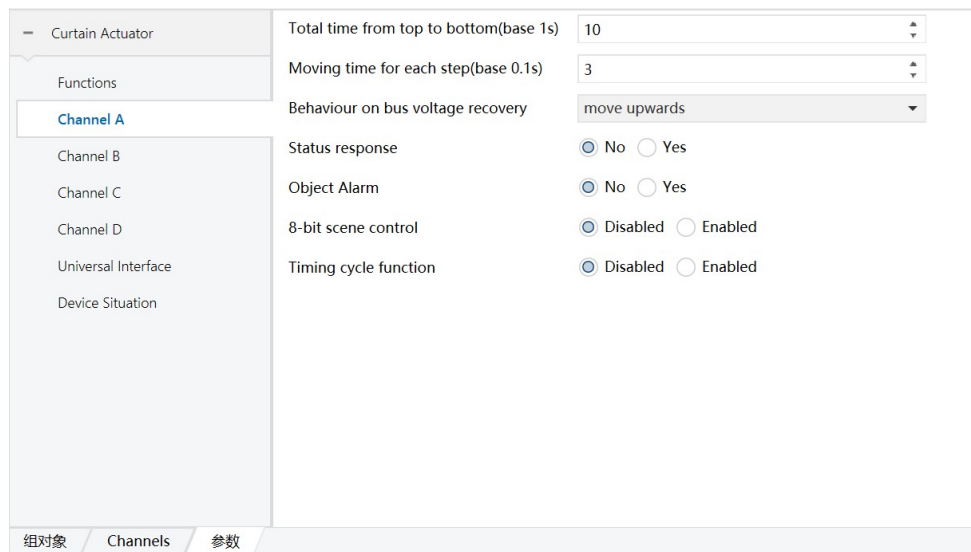 Curtain Actuator
Functions
Channel A
Channel B
Channel C
Channel D
Universal Interface
Device Situation
Total time from top to bottom(base 1s) 10
Moving time for each step(base 0.1s) 3
Behaviour on bus voltage recovery move upwards
Status response No Yes
Object Alarm No Yes
8-bit scene control Disabled Enabled
Timing cycle function Disabled Enabled
组对象 Channels 参数